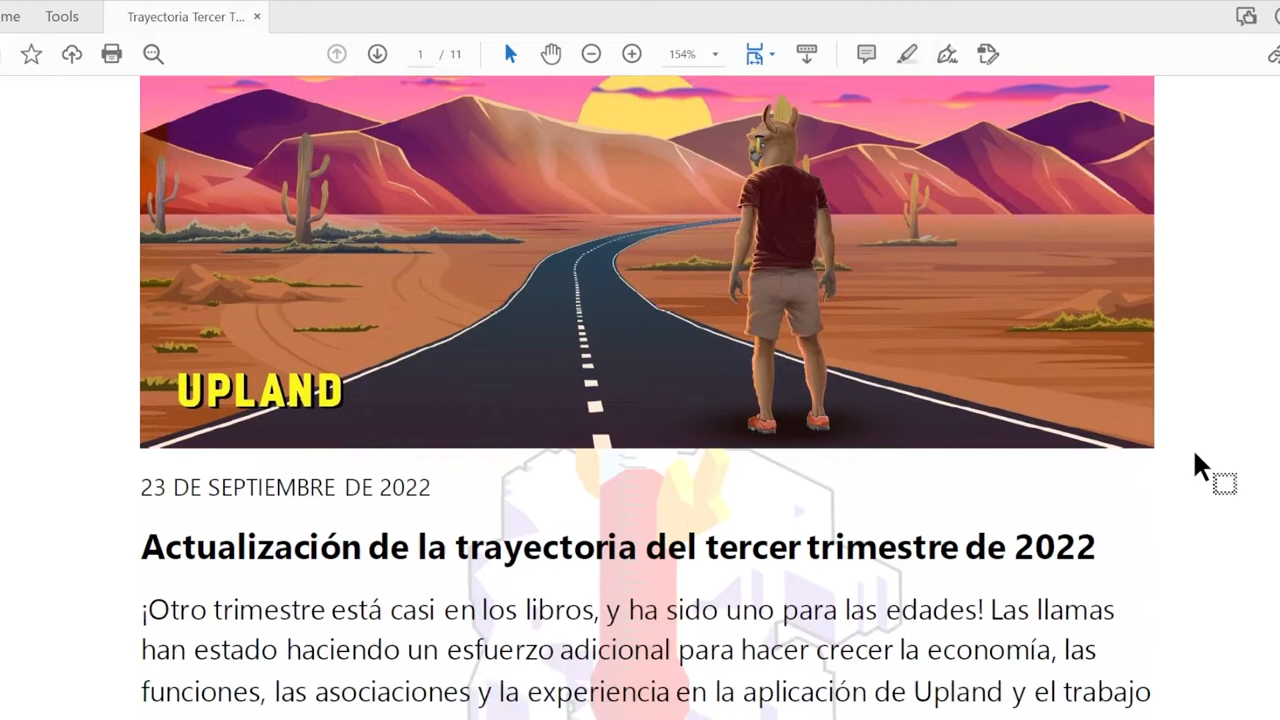 me Tools Trayectoria Tercer T... ×
1 / 11 154%
UPLAND
23 DE SEPTIEMBRE DE 2022
Actualización de la trayectoria del tercer trimestre de 2022
¡Otro trimestre está casi en los libros, y ha sido uno para las edades! Las llamas
han estado haciendo un esfuerzo adicional para hacer crecer la economía, las
funciones, las asociaciones y la experiencia en la aplicación de Upland y el trabajo